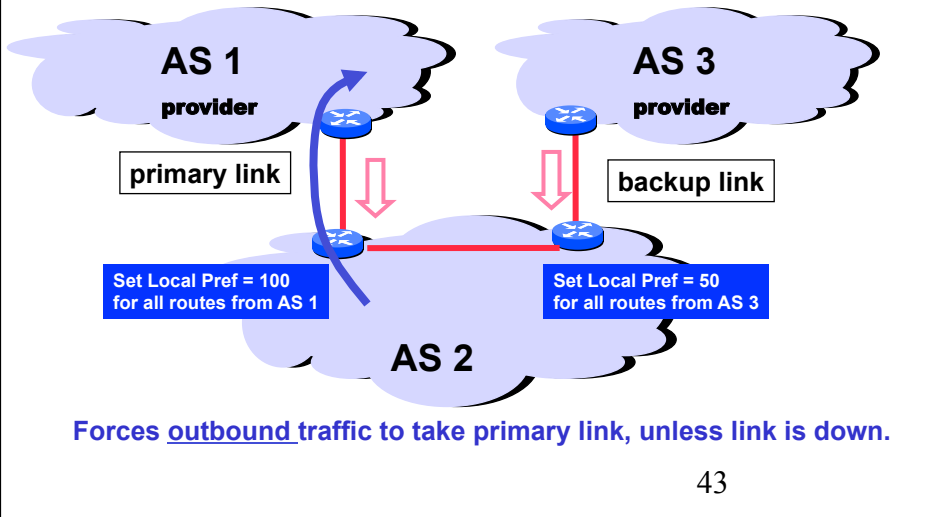 AS 1
provider
AS 3
provider
primary link
backup link
Set Local Pref = 100
for all routes from AS 1
Set Local Pref = 50
for all routes from AS 3
AS 2
Forces outbound traffic to take primary link, unless link is down.
43